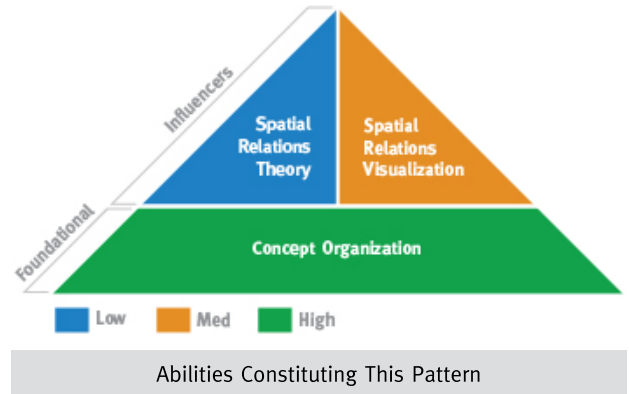 Influencers
Spatial
Relations
Theory
Spatial
Relations
Visualization
Foundational
Concept Organization
Low
Med
High
Abilities Constituting This Pattern